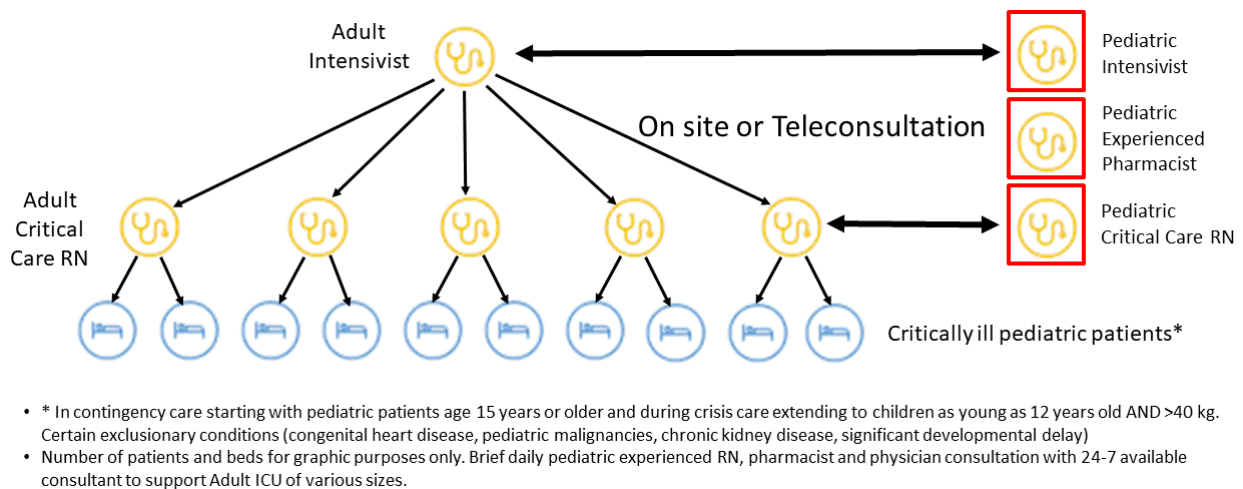 Adult
Intensivist
Pediatric
Intensivist
On site or Teleconsultation
Pediatric
Experienced
Pharmacist
Adult
Critical
Care RN
Pediatric
Critical Care RN
Critically ill pediatric patients*
• * In contingency care starting with pediatric patients age 15 years or older and during crisis care extending to children as young as 12 years old AND >40 kg.
Certain exclusionary conditions (congenital heart disease, pediatric malignancies, chronic kidney disease, significant developmental delay)
• Number of patients and beds for graphic purposes only. Brief daily pediatric experienced RN, pharmacist and physician consultation with 24-7 available
consultant to support Adult ICU of various sizes.